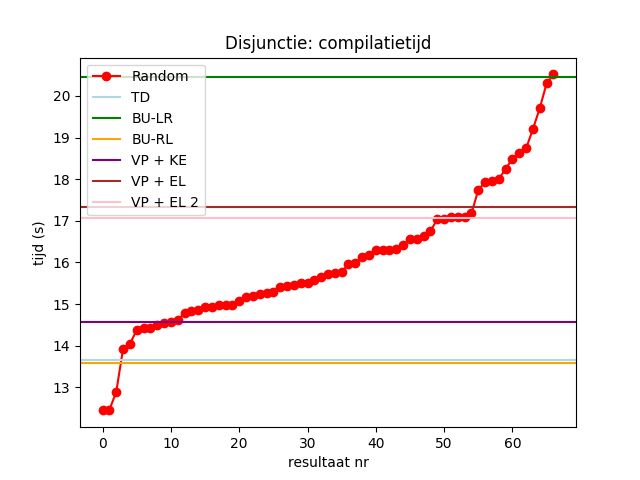 Disjunctie: compilatietijd
Random
TD
BU-LR
BU-RL
VP + KE
VP + EL
VP + EL 2
tijd (s)
20
19
18
17
16
15
14
13
0 10 20 30 40 50 60
resultaat nr